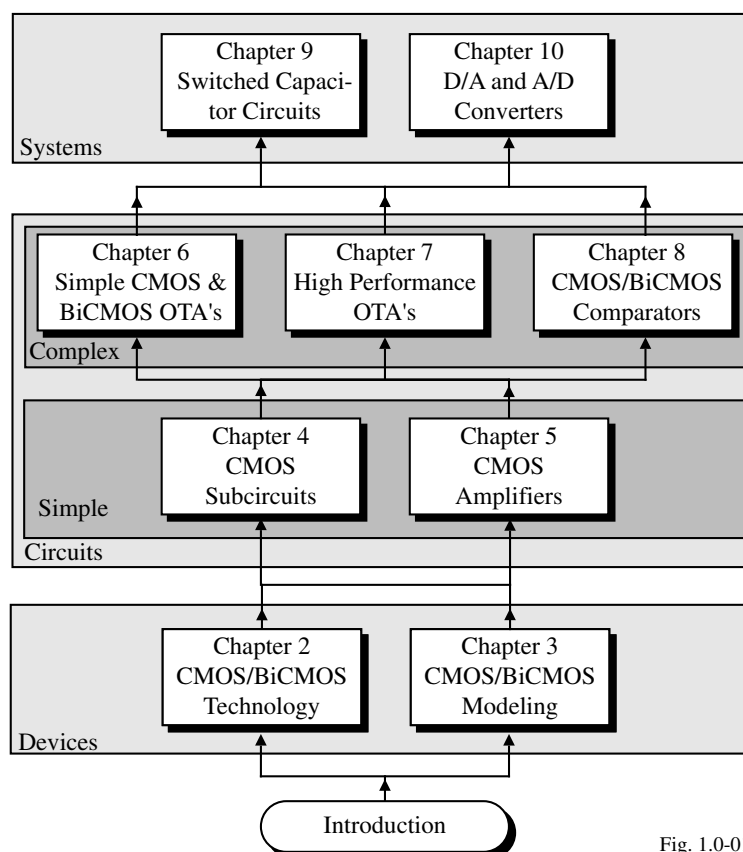 Chapter 9
Switched Capaci-
tor Circuits
Chapter 10
D/A and A/D
Converters
Systems
Chapter 6
Simple CMOS &
BiCMOS OTA's
Chapter 7
High Performance
OTA's
Chapter 8
CMOS/BiCMOS
Comparators
Complex
Chapter 4
CMOS
Subcircuits
Chapter 5
CMOS
Amplifiers
Simple
Circuits
Chapter 2
CMOS/BiCMOS
Technology
Chapter 3
CMOS/BiCMOS
Modeling
Devices
Introduction
Fig. 1.0-0